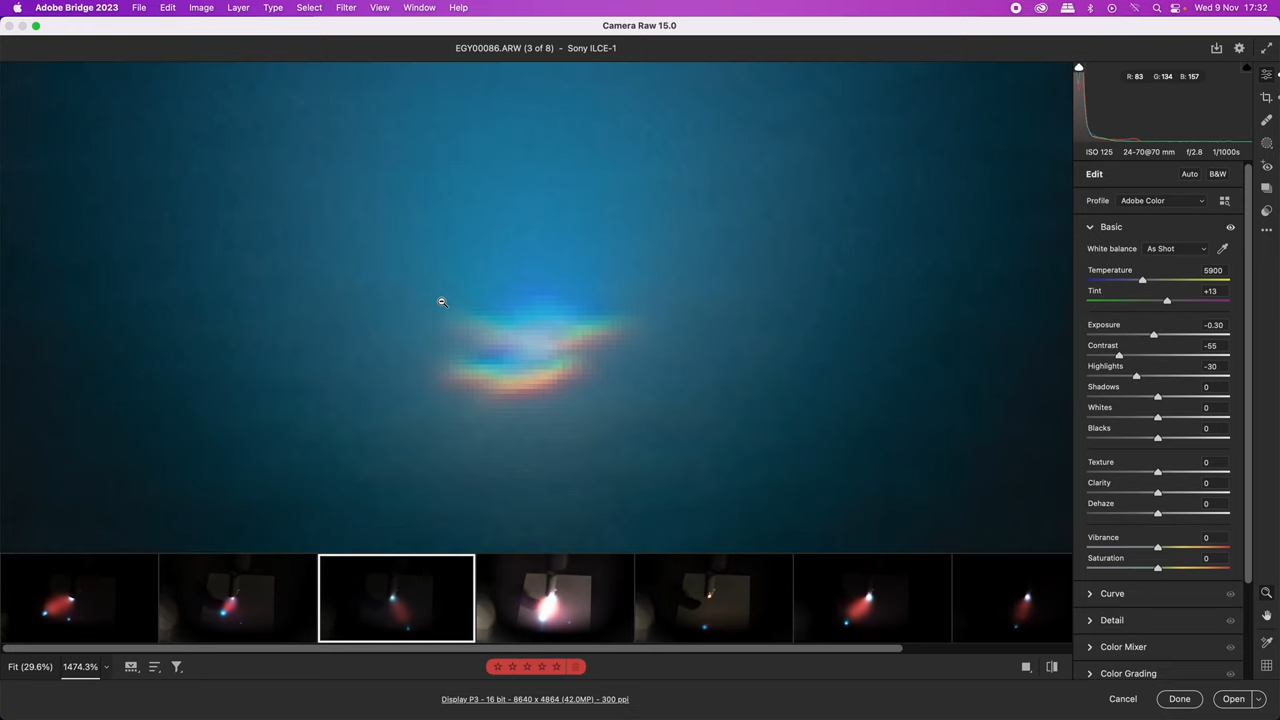 Adobe Bridge 2023 File Edit Image Layer Type Select Filter View Window Help Wed 9 Nov 17:32
Camera Raw 15.0
EGY00086.ARW (3 of 8) - Sony ILCE-1
R: 83 G: 134 B: 157
ISO 125 24-70@70 mm f/2.8 1/1000s
Edit Auto B&W
Profile Adobe Color
Basic
White balance As Shot
Temperature 5900
Tint +13
Exposure -0.30
Contrast -55
Highlights -30
Shadows 0
Whites 0
Blacks 0
Texture 0
Clarity 0
Dehaze 0
Vibrance 0
Saturation 0
Curve
Detail
Color Mixer
Color Grading
Fit (29.6%) 1474.3%
Display P3 - 16 bit - 8640 x 4864 (42.0MP) - 300 ppi
Cancel Done Open